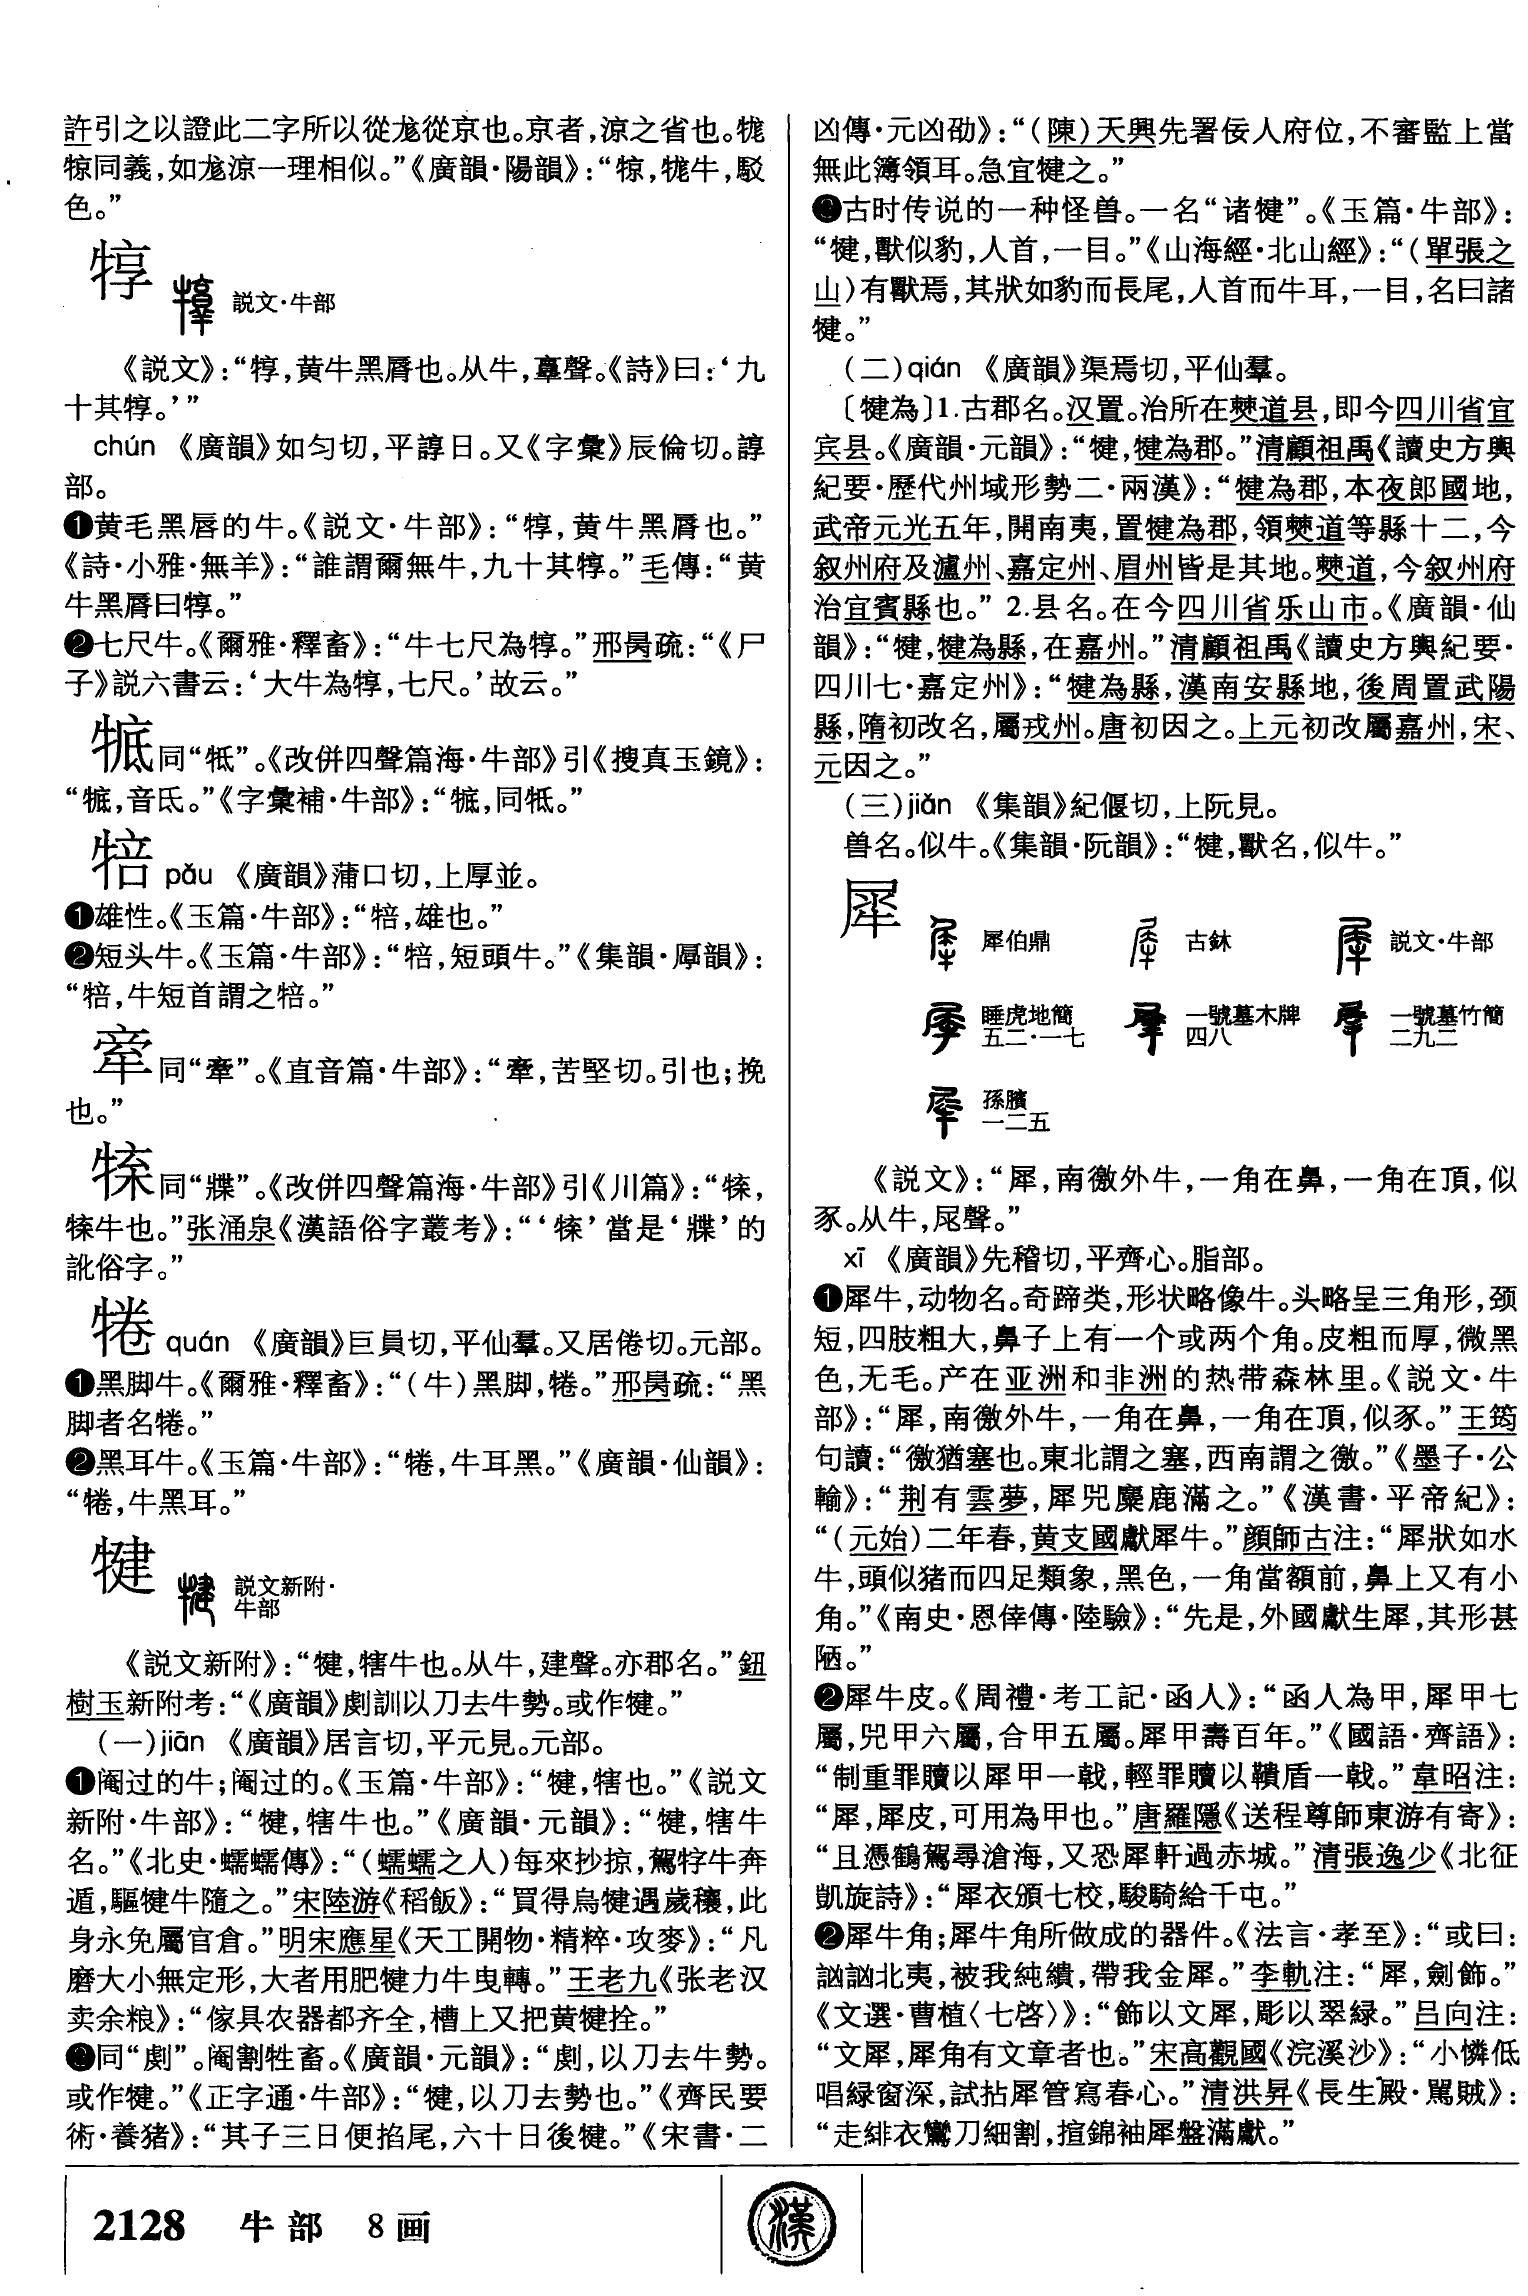 許引之以證此二字所以從尨從京也。京者，涼之省也。牻
㹁同義，如尨涼一理相似。”《廣韻·陽韻》：“㹁，牻牛，駁
色。”
犉 説文·牛部
《説文》：“犉，黄牛黑脣也。从牛，𦎫聲。《詩》曰：‘九
十其犉。’”
chún 《廣韻》如匀切，平諄日。又《字彙》辰倫切。諄
部。
❶黄毛黑唇的牛。《説文·牛部》：“犉，黄牛黑脣也。”
《詩·小雅·無羊》：“誰謂爾無牛，九十其犉。”毛傳：“黄
牛黑脣曰犉。”
❷七尺牛。《爾雅·釋畜》：“牛七尺為犉。”邢昺疏：“《尸
子》説六書云：‘大牛為犉，七尺。’故云。”
同“牴”。《改併四聲篇海·牛部》引《搜真玉鏡》：
“，音氐。”《字彙補·牛部》：“，同牴。”
㸬 pǒu 《廣韻》蒲口切，上厚並。
❶雄性。《玉篇·牛部》：“㸬，雄也。”
❷短头牛。《玉篇·牛部》：“㸬，短頭牛。”《集韻·厚韻》：
“㸬，牛短首謂之㸬。”
同“牽”。《直音篇·牛部》：“牽，苦堅切。引也；挽
也。”
同“牒”。《改併四聲篇海·牛部》引《川篇》：“，
牛也。”张涌泉《漢語俗字叢考》：“‘’當是‘牒’的
訛俗字。”
犈 quán 《廣韻》巨員切，平仙羣。又居倦切。元部。
❶黑脚牛。《爾雅·釋畜》：“（牛）黑脚，犈。”邢昺疏：“黑
脚者名犈。”
❷黑耳牛。《玉篇·牛部》：“犈，牛耳黑。”《廣韻·仙韻》：
“犈，牛黑耳。”
犍 説文新附·
牛部
《説文新附》：“犍，犗牛也。从牛，建聲。亦郡名。”鈕
樹玉新附考：“《廣韻》劇訓以刀去牛勢。或作犍。”
（一）jiān 《廣韻》居言切，平元見。元部。
❶阉过的牛；阉过的。《玉篇·牛部》：“犍，犗也。”《説文
新附·牛部》：“犍，犗牛也。”《廣韻·元韻》：“犍，犗牛
名。”《北史·蠕蠕傳》：“（蠕蠕之人）每來抄掠，駕牸牛奔
遁，驅犍牛隨之。”宋陸游《稻飯》：“買得烏犍遇歲穰，此
身永免屬官倉。”明宋應星《天工開物·精粹·攻麥》：“凡
磨大小無定形，大者用肥犍力牛曳轉。”王老九《张老汉
卖余粮》：“傢具农器都齐全，槽上又把黄犍拴。”
❷同“劇”。阉割牲畜。《廣韻·元韻》：“劇，以刀去牛勢。
或作犍。”《正字通·牛部》：“犍，以刀去勢也。”《齊民要
術·養猪》：“其子三日便掐尾，六十日後犍。”《宋書·二
凶傳·元凶劭》：“（陳）天興先署佞人府位，不審監上當
無此簿領耳。急宜犍之。”
❸古时传说的一种怪兽。一名“诸犍”。《玉篇·牛部》：
“犍，獸似豹，人首，一目。”《山海經·北山經》：“（單張之
山）有獸焉，其狀如豹而長尾，人首而牛耳，一目，名曰諸
犍。”
（二）qián 《廣韻》渠焉切，平仙羣。
〔犍為〕1.古郡名。汉置。治所在僰道县，即今四川省宜
宾县。《廣韻·元韻》：“犍，犍為郡。”清顧祖禹《讀史方輿
紀要·歷代州域形勢二·兩漢》：“犍為郡，本夜郎國地，
武帝元光五年，開南夷，置犍為郡，領僰道等縣十二，今
叙州府及瀘州、嘉定州、眉州皆是其地。僰道，今叙州府
治宜賓縣也。” 2.县名。在今四川省乐山市。《廣韻·仙
韻》：“犍，犍為縣，在嘉州。”清顧祖禹《讀史方輿紀要·
四川七·嘉定州》：“犍為縣，漢南安縣地，後周置武陽
縣，隋初改名，屬戎州。唐初因之。上元初改屬嘉州，宋、
元因之。”
（三）jiǎn 《集韻》紀偃切，上阮見。
兽名。似牛。《集韻·阮韻》：“犍，獸名，似牛。”
犀 犀伯鼎 古鉥 説文·牛部
睡虎地簡
五二·一七 一號墓木牌
四八 一號墓竹簡
二九二
孫臏
一二五
《説文》：“犀，南徼外牛，一角在鼻，一角在頂，似
豕。从牛，尾聲。”
xī 《廣韻》先稽切，平齊心。脂部。
❶犀牛，动物名。奇蹄类，形状略像牛。头略呈三角形，颈
短，四肢粗大，鼻子上有一个或两个角。皮粗而厚，微黑
色，无毛。产在亚洲和非洲的热带森林里。《説文·牛
部》：“犀，南徼外牛，一角在鼻，一角在頂，似豕。”王筠
句讀：“徼猶塞也。東北謂之塞，西南謂之徼。”《墨子·公
輸》：“荆有雲夢，犀兕麋鹿滿之。”《漢書·平帝紀》：
“（元始）二年春，黄支國獻犀牛。”顔師古注：“犀狀如水
牛，頭似猪而四足類象，黑色，一角當額前，鼻上又有小
角。”《南史·恩倖傳·陸驗》：“先是，外國獻生犀，其形甚
陋。”
❷犀牛皮。《周禮·考工記·函人》：“函人為甲，犀甲七
屬，兕甲六屬，合甲五屬。犀甲壽百年。”《國語·齊語》：
“制重罪贖以犀甲一戟，輕罪贖以鞼盾一戟。”韋昭注：
“犀，犀皮，可用為甲也。”唐羅隱《送程尊師東游有寄》：
“且憑鶴駕尋滄海，又恐犀軒過赤城。”清張逸少《北征
凱旋詩》：“犀衣頒七校，駿騎給千屯。”
❷犀牛角；犀牛角所做成的器件。《法言·孝至》：“或曰：
訩訩北夷，被我純繢，帶我金犀。”李軌注：“犀，劍飾。”
《文選·曹植〈七啓〉》：“飾以文犀，彫以翠緑。”吕向注：
“文犀，犀角有文章者也。”宋高觀國《浣溪沙》：“小憐低
唱緑窗深，試拈犀管寫春心。”清洪昇《長生殿·駡賊》：
“走緋衣鸞刀細割，揎錦袖犀盤滿獻。”
2128 牛部 8画
漢